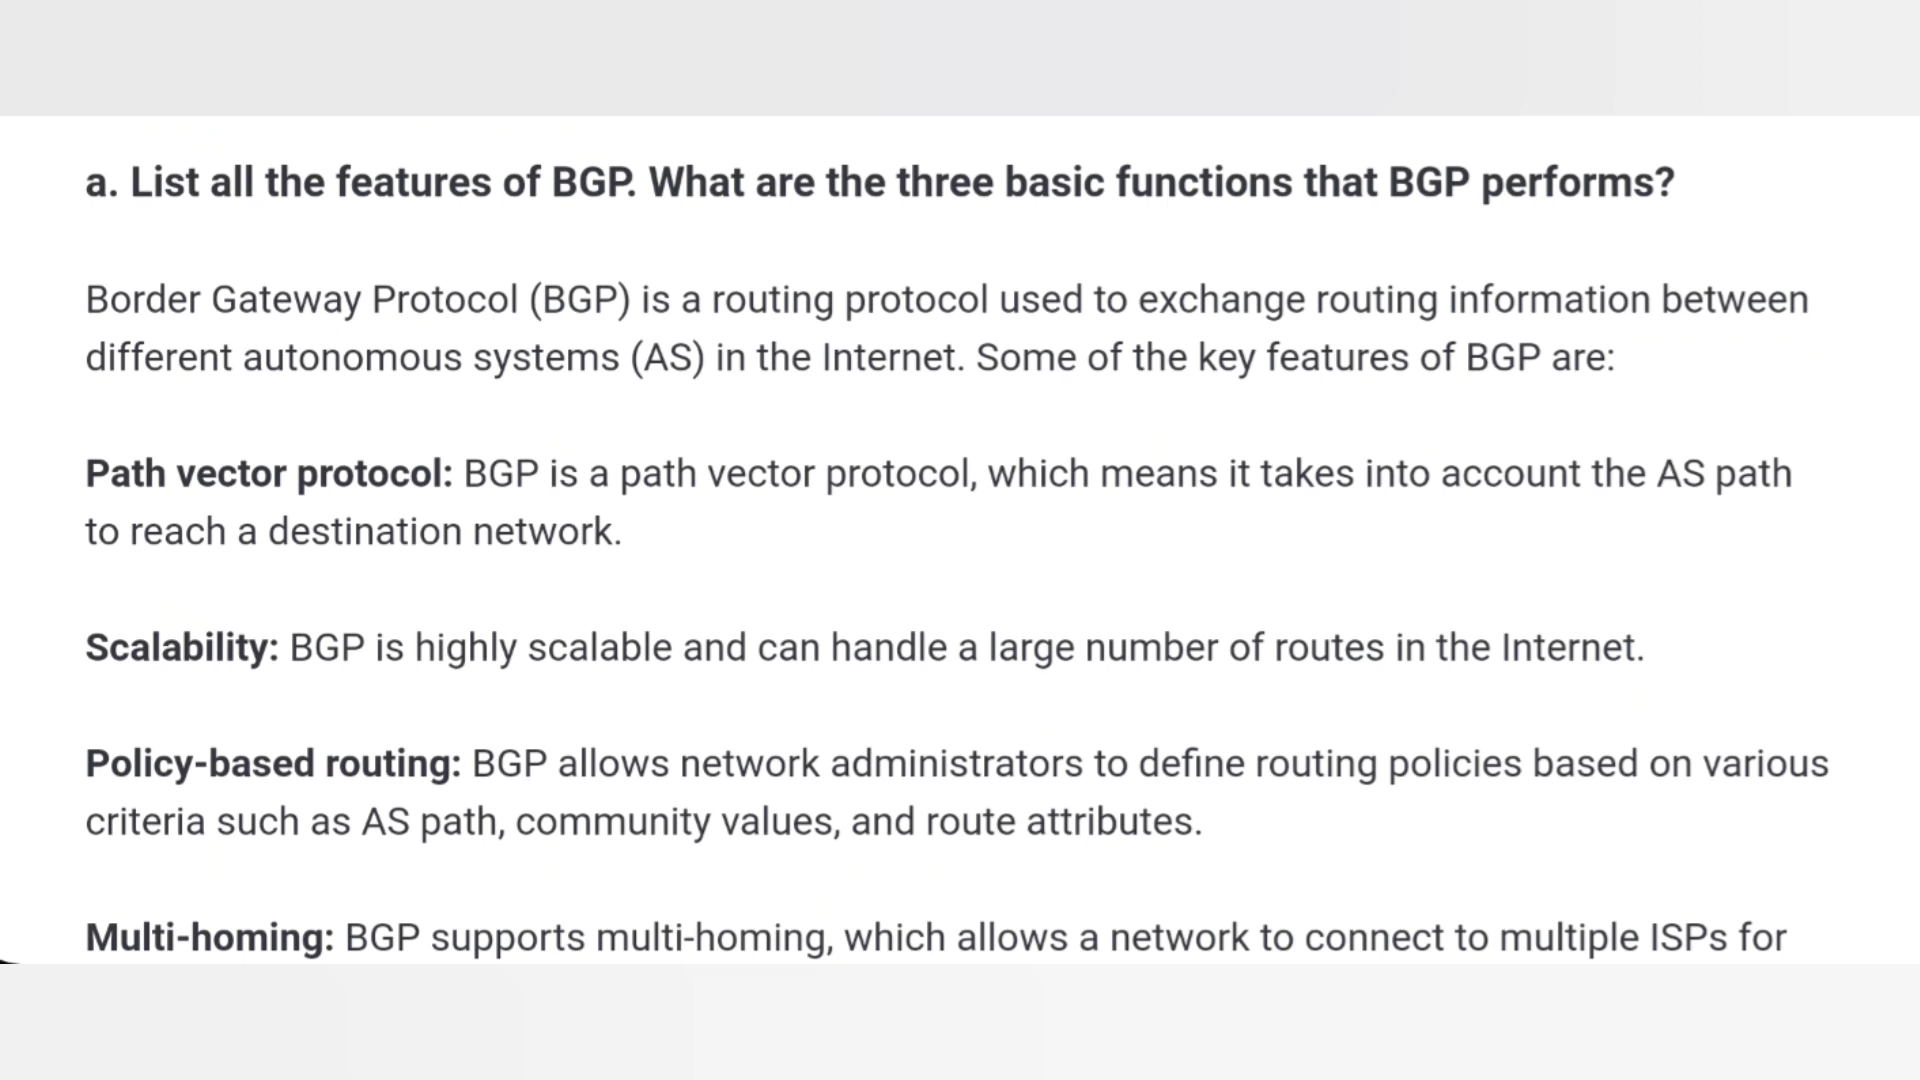 a. List all the features of BGP. What are the three basic functions that BGP performs?
Border Gateway Protocol (BGP) is a routing protocol used to exchange routing information between
different autonomous systems (AS) in the Internet. Some of the key features of BGP are:
Path vector protocol: BGP is a path vector protocol, which means it takes into account the AS path
to reach a destination network.
Scalability: BGP is highly scalable and can handle a large number of routes in the Internet.
Policy-based routing: BGP allows network administrators to define routing policies based on various
criteria such as AS path, community values, and route attributes.
Multi-homing: BGP supports multi-homing, which allows a network to connect to multiple ISPs for